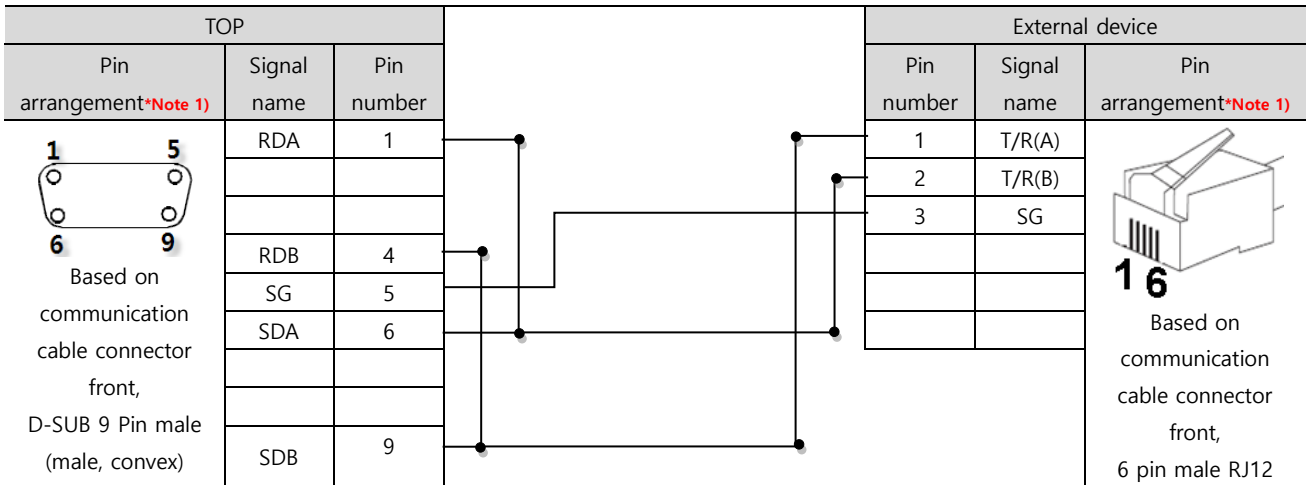 TOP
External device
Pin arrangement*Note 1)
Signal name
Pin number
Pin number
Signal name
Pin arrangement*Note 1)
1 5
6 9
Based on
communication
cable connector
front,
D-SUB 9 Pin male
(male, convex)
RDA 1
RDB 4
SG 5
SDA 6
SDB 9
1 T/R(A)
2 T/R(B)
3 SG
1 6
Based on
communication
cable connector
front,
6 pin male RJ12